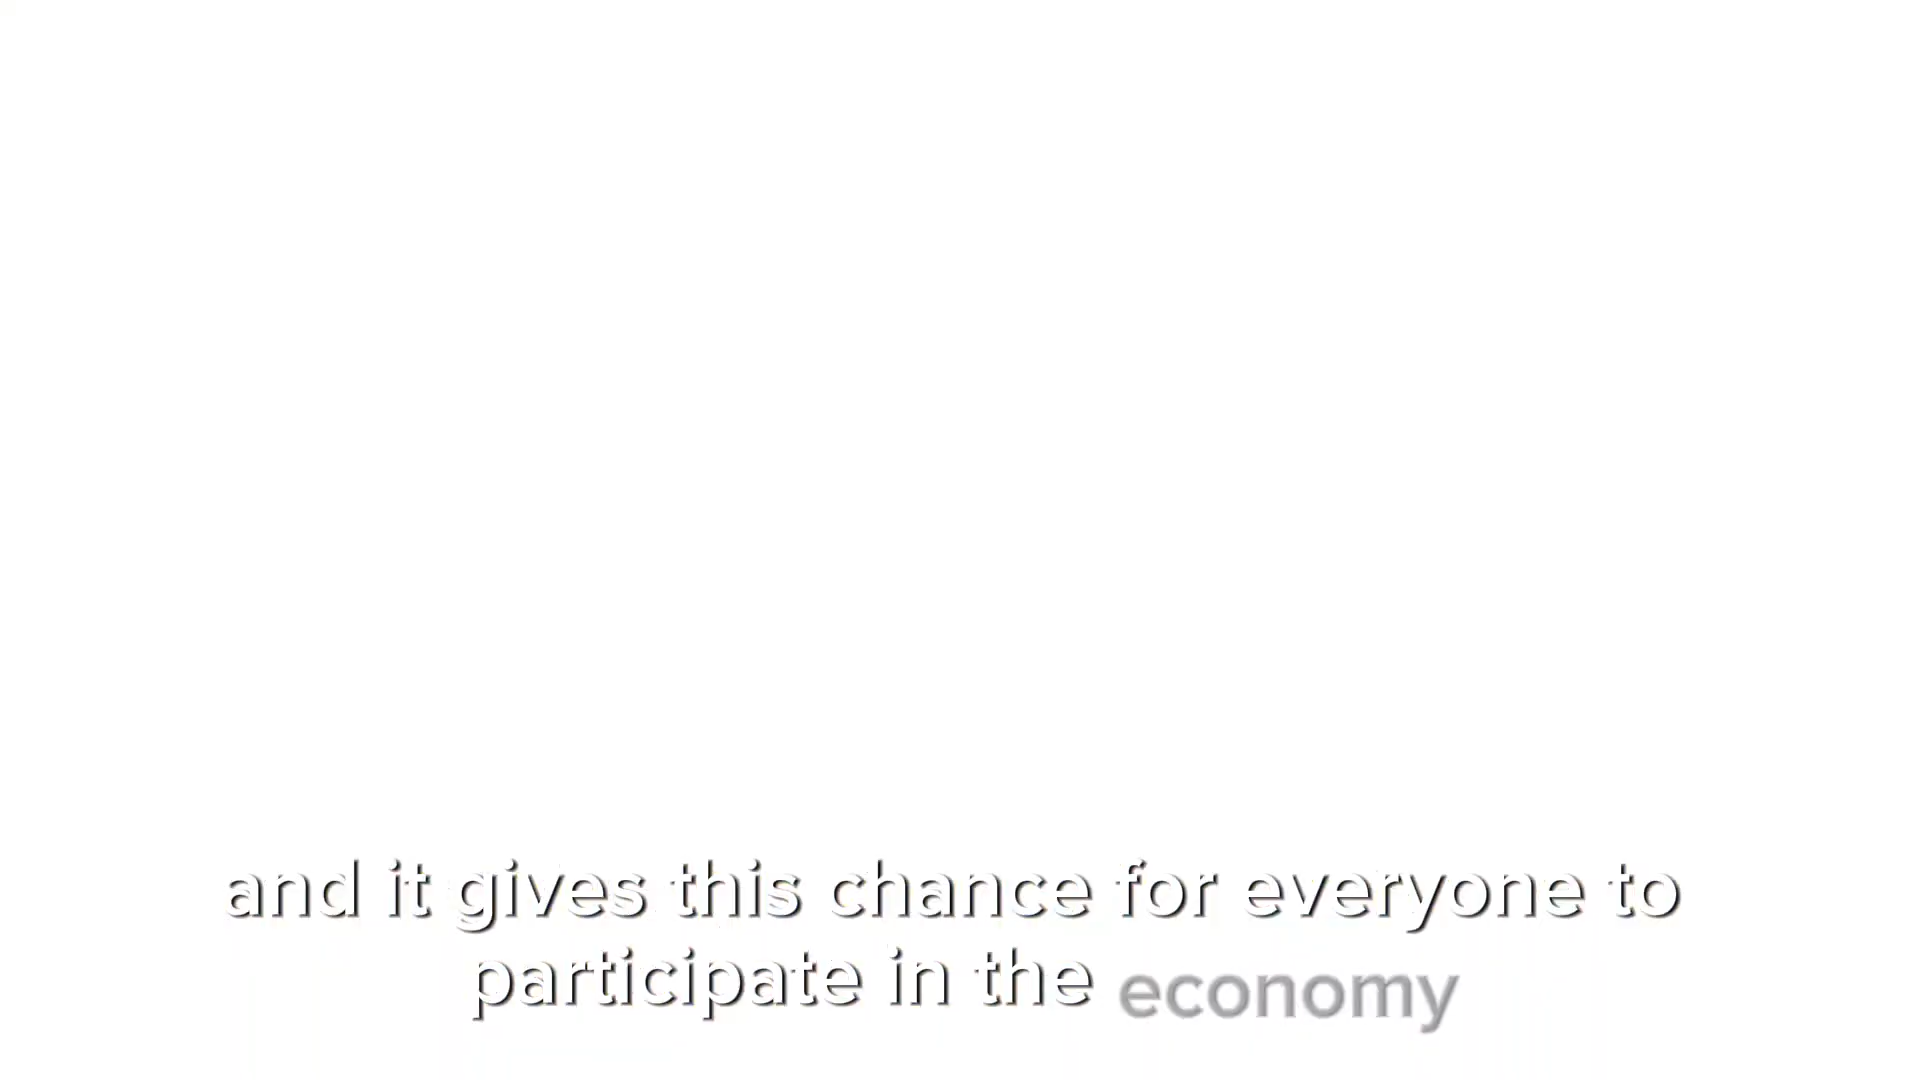 and it gives this chance for everyone to
participate in the economy